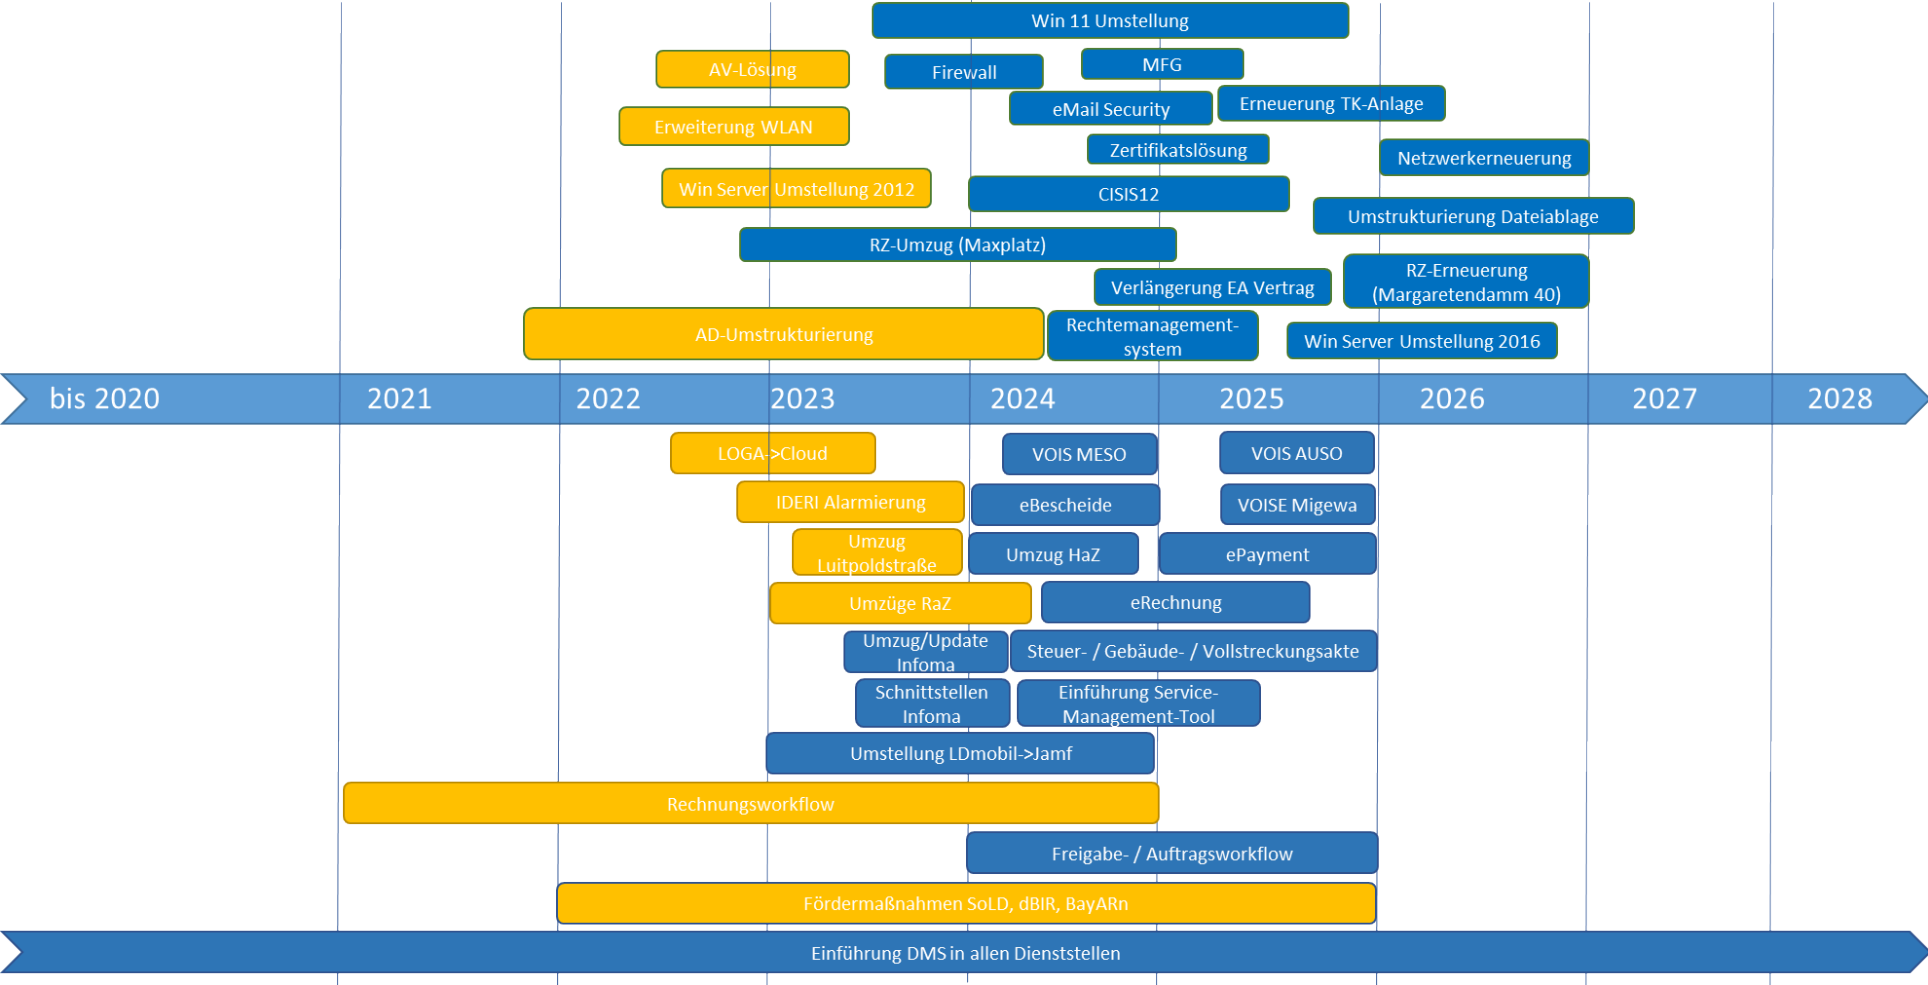 Win 11 Umstellung
AV-Lösung
Firewall
MFG
eMail Security
Erneuerung TK-Anlage
Erweiterung WLAN
Zertifikatslösung
Netzwerkerneuerung
Win Server Umstellung 2012
CISIS12
Umstrukturierung Dateiablage
RZ-Umzug (Maxplatz)
Verlängerung EA Vertrag
RZ-Erneuerung
(Margaretendamm 40)
AD-Umstrukturierung
Rechtemanagement-
system
Win Server Umstellung 2016
bis 2020 2021 2022 2023 2024 2025 2026 2027 2028
LOGA->Cloud
VOIS MESO
VOIS AUSO
IDERI Alarmierung
eBescheide
VOISE Migewa
Umzug
Luitpoldstraße
Umzug HaZ
ePayment
Umzüge RaZ
eRechnung
Umzug/Update
Infoma
Steuer- / Gebäude- / Vollstreckungsakte
Schnittstellen
Infoma
Einführung Service-
Management-Tool
Umstellung LDmobil->Jamf
Rechnungsworkflow
Freigabe- / Auftragsworkflow
Fördermaßnahmen SoLD, dBIR, BayARn
Einführung DMS in allen Dienststellen